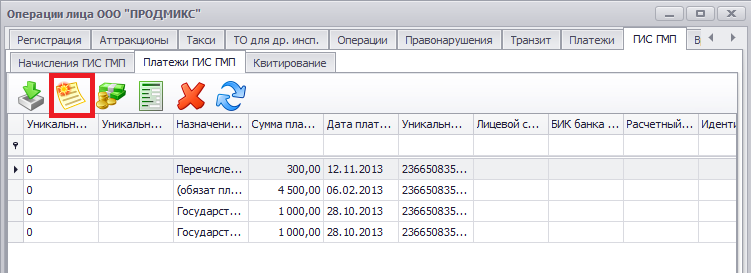 Операции лица ООО "ПРОДМИКС"
Регистрация Аттракционы Такси ТО для др. инсп. Операции Правонарушения Транзит Платежи ГИС ГМП В
Начисления ГИС ГМП Платежи ГИС ГМП Квитирование
Уникальн... Уникальн... Назначени... Сумма пла... Дата плат... Уникальн... Лицевой с... БИК банка ... Расчетный... Иденти
0 Перечисле... 300,00 12.11.2013 236650835...
0 (обязат пл... 4 500,00 06.02.2013 236650835...
0 Государст... 1 000,00 28.10.2013 236650835...
0 Государст... 1 000,00 28.10.2013 236650835...